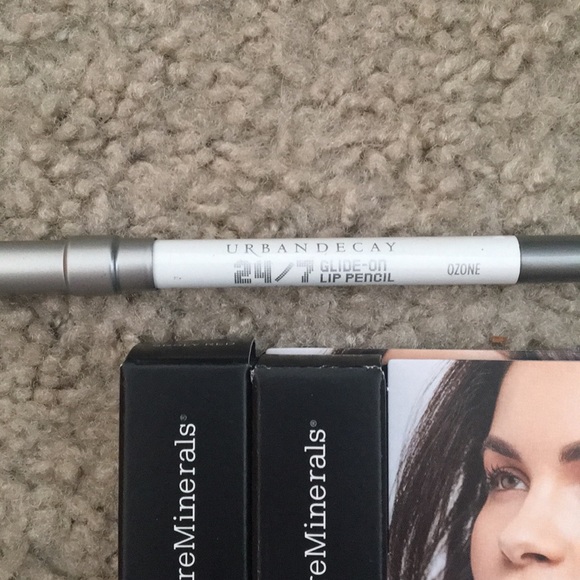 URBANDECAY
24/7 GLIDE-ON
LIP PENCIL
OZONE
reMinerals®
reMinerals®